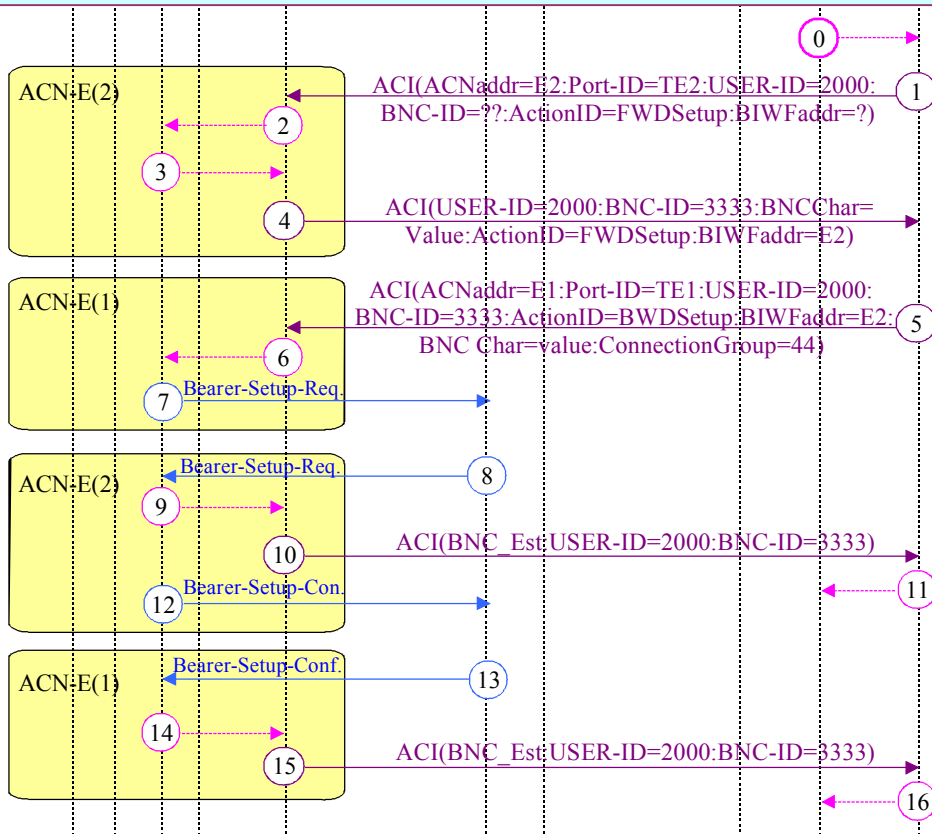 0
ACN-E(2)
ACI(ACNaddr=E2:Port-ID=TE2:USER-ID=2000:
BNC-ID=??:ActionID=FWDSetup:BIWFaddr=?)
1
2
3
4
ACI(USER-ID=2000:BNC-ID=3333:BNCChar=
Value:ActionID=FWDSetup:BIWFaddr=E2)
ACN-E(1)
ACI(ACNaddr=E1:Port-ID=TE1:USER-ID=2000:
BNC-ID=3333:ActionID=BWDSetup:BIWFaddr=E2:
BNC Char=value:ConnectionGroup=44)
5
6
7
Bearer-Setup-Req.
ACN-E(2)
Bearer-Setup-Req.
8
9
10
ACI(BNC_Est:USER-ID=2000:BNC-ID=3333)
11
12
Bearer-Setup-Con.
ACN-E(1)
Bearer-Setup-Conf.
13
14
15
ACI(BNC_Est:USER-ID=2000:BNC-ID=3333)
16